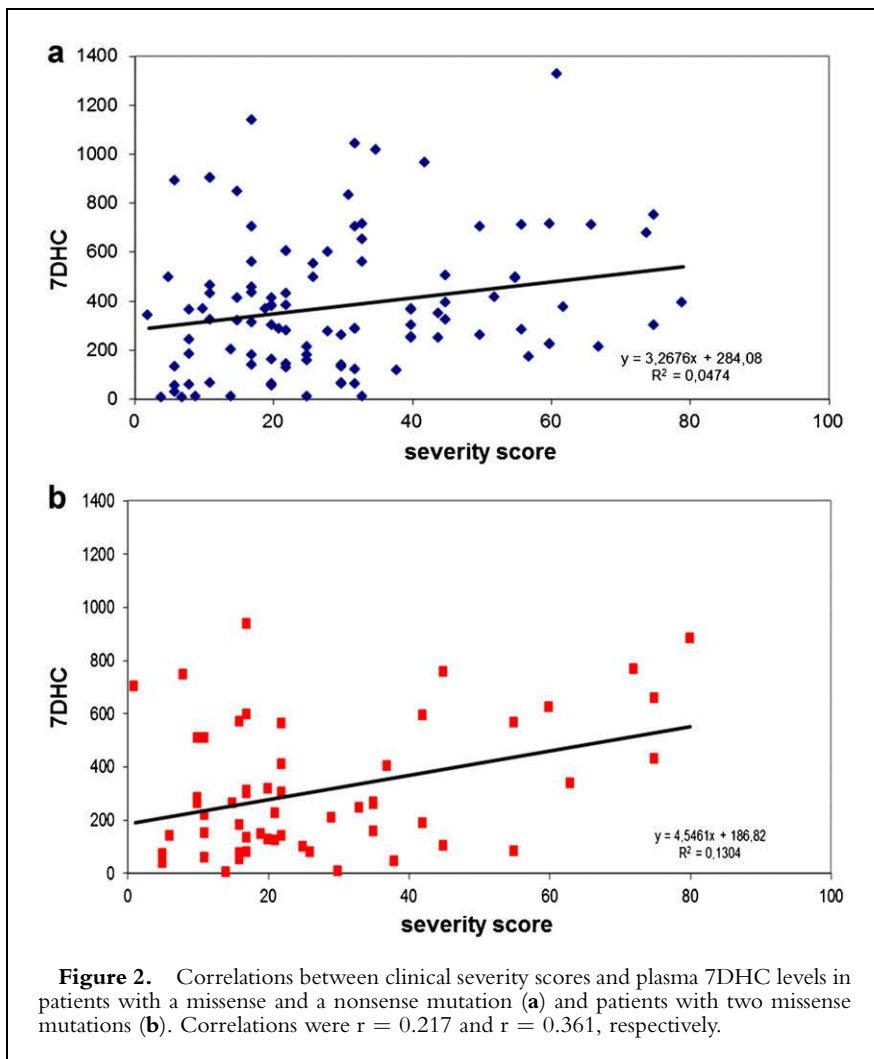 a
1400
1200
1000
800
600
400
200
0
7DHC
y = 3,2676x + 284,08
R² = 0,0474
0 20 40 60 80 100
severity score
b
1400
1200
1000
800
600
400
200
0
7DHC
y = 4,5461x + 186,82
R² = 0,1304
0 20 40 60 80 100
severity score
Figure 2. Correlations between clinical severity scores and plasma 7DHC levels in
patients with a missense and a nonsense mutation (a) and patients with two missense
mutations (b). Correlations were r = 0.217 and r = 0.361, respectively.